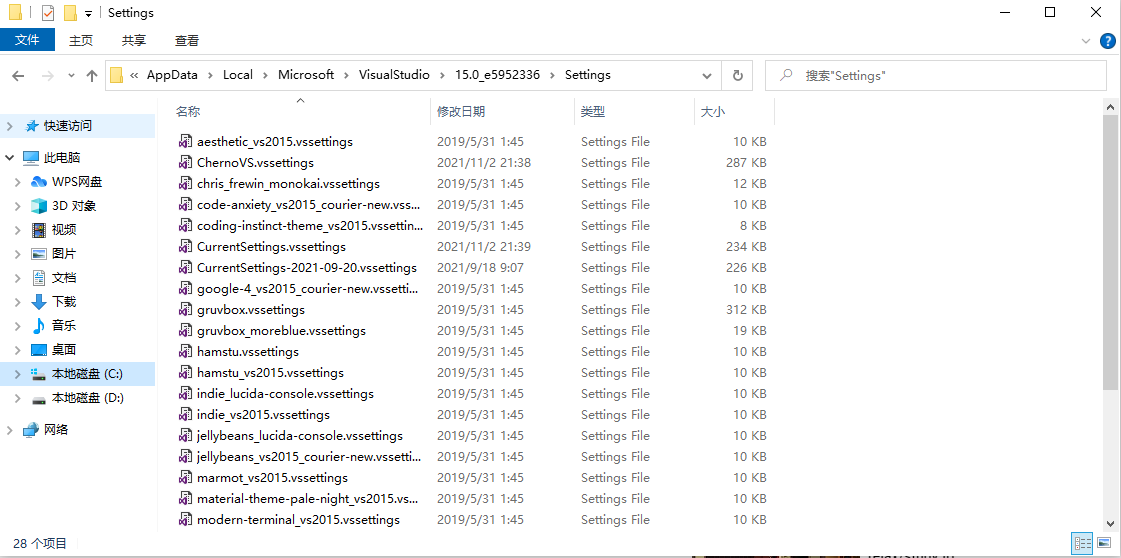 Settings
文件 主页 共享 查看
« AppData › Local › Microsoft › VisualStudio › 15.0_e5952336 › Settings
搜索"Settings"
名称 修改日期 类型 大小
快速访问
此电脑
WPS网盘
3D 对象
视频
图片
文档
下载
音乐
桌面
本地磁盘 (C:)
本地磁盘 (D:)
网络
aesthetic_vs2015.vssettings 2019/5/31 1:45 Settings File 10 KB
ChernoVS.vssettings 2021/11/2 21:38 Settings File 287 KB
chris_frewin_monokai.vssettings 2019/5/31 1:45 Settings File 12 KB
code-anxiety_vs2015_courier-new.vss... 2019/5/31 1:45 Settings File 10 KB
coding-instinct-theme_vs2015.vssettin... 2019/5/31 1:45 Settings File 8 KB
CurrentSettings.vssettings 2021/11/2 21:39 Settings File 234 KB
CurrentSettings-2021-09-20.vssettings 2021/9/18 9:07 Settings File 226 KB
google-4_vs2015_courier-new.vssetti... 2019/5/31 1:45 Settings File 10 KB
gruvbox.vssettings 2019/5/31 1:45 Settings File 312 KB
gruvbox_moreblue.vssettings 2019/5/31 1:45 Settings File 19 KB
hamstu.vssettings 2019/5/31 1:45 Settings File 10 KB
hamstu_vs2015.vssettings 2019/5/31 1:45 Settings File 10 KB
indie_lucida-console.vssettings 2019/5/31 1:45 Settings File 10 KB
indie_vs2015.vssettings 2019/5/31 1:45 Settings File 10 KB
jellybeans_lucida-console.vssettings 2019/5/31 1:45 Settings File 10 KB
jellybeans_vs2015_courier-new.vssetti... 2019/5/31 1:45 Settings File 10 KB
marmot_vs2015.vssettings 2019/5/31 1:45 Settings File 10 KB
material-theme-pale-night_vs2015.vs... 2019/5/31 1:45 Settings File 10 KB
modern-terminal_vs2015.vssettings 2019/5/31 1:45 Settings File 10 KB
28 个项目